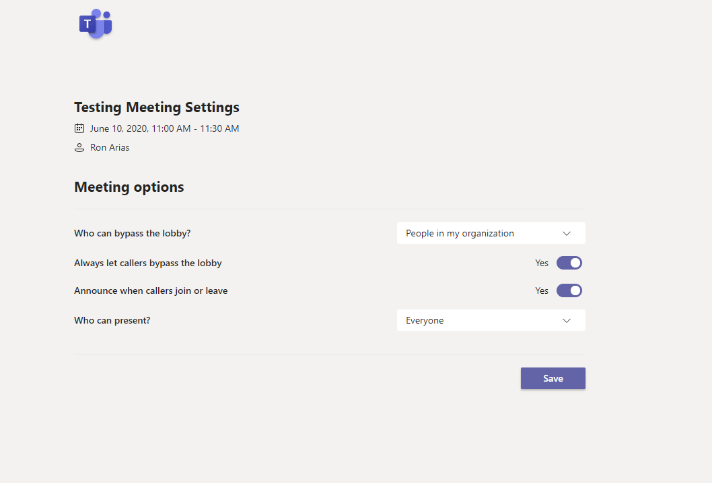 T
Testing Meeting Settings
June 10, 2020, 11:00 AM - 11:30 AM
Ron Arias
Meeting options
Who can bypass the lobby? People in my organization
Always let callers bypass the lobby Yes
Announce when callers join or leave Yes
Who can present? Everyone
Save